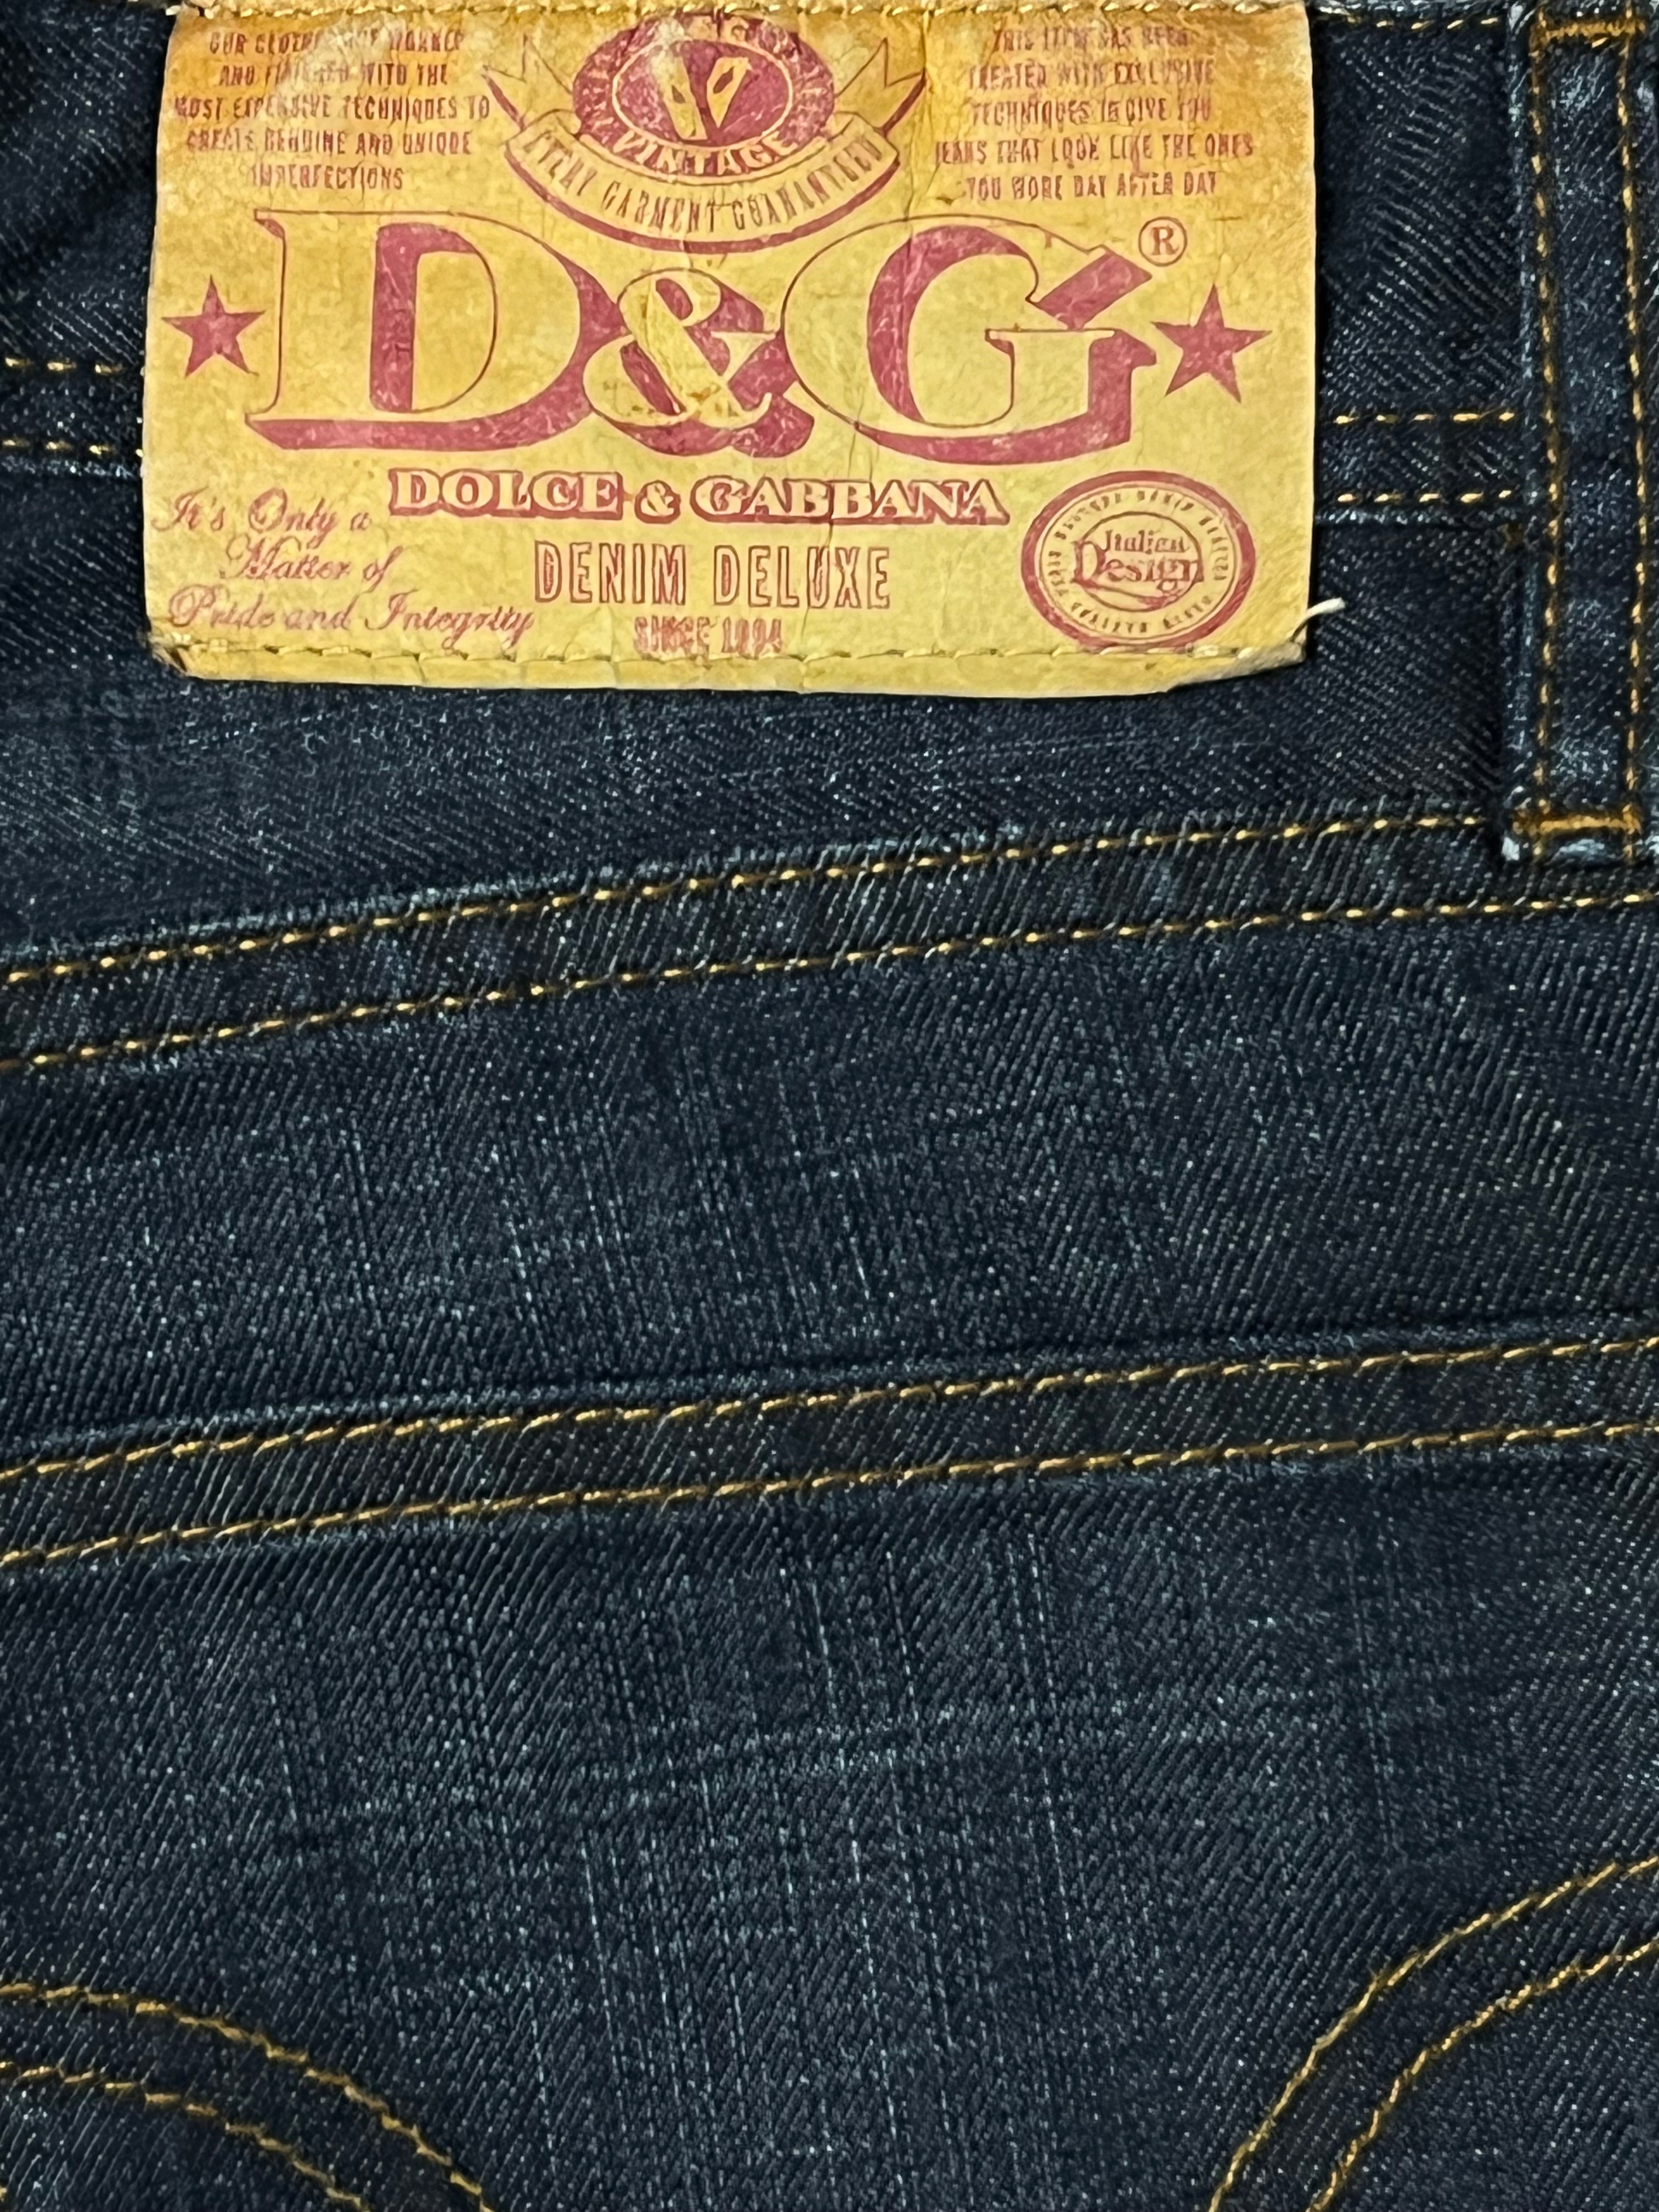 OUR CLOTHES ARE WORKED
AND FINISHED WITH THE
MOST EXPENSIVE TECHNIQUES TO
CREATE GENUINE AND UNIQUE
IMPERFECTIONS
VINTAGE
EVERY GARMENT GUARANTEED
THIS ITEM HAS BEEN
TREATED WITH EXCLUSIVE
TECHNIQUES TO GIVE YOU
JEANS THAT LOOK LIKE THE ONES
YOU WORE DAY AFTER DAY
D&G®
DOLCE & GABBANA
It's Only a
Matter of
Pride and Integrity
DENIM DELUXE
SINCE 1994
Italian
Design